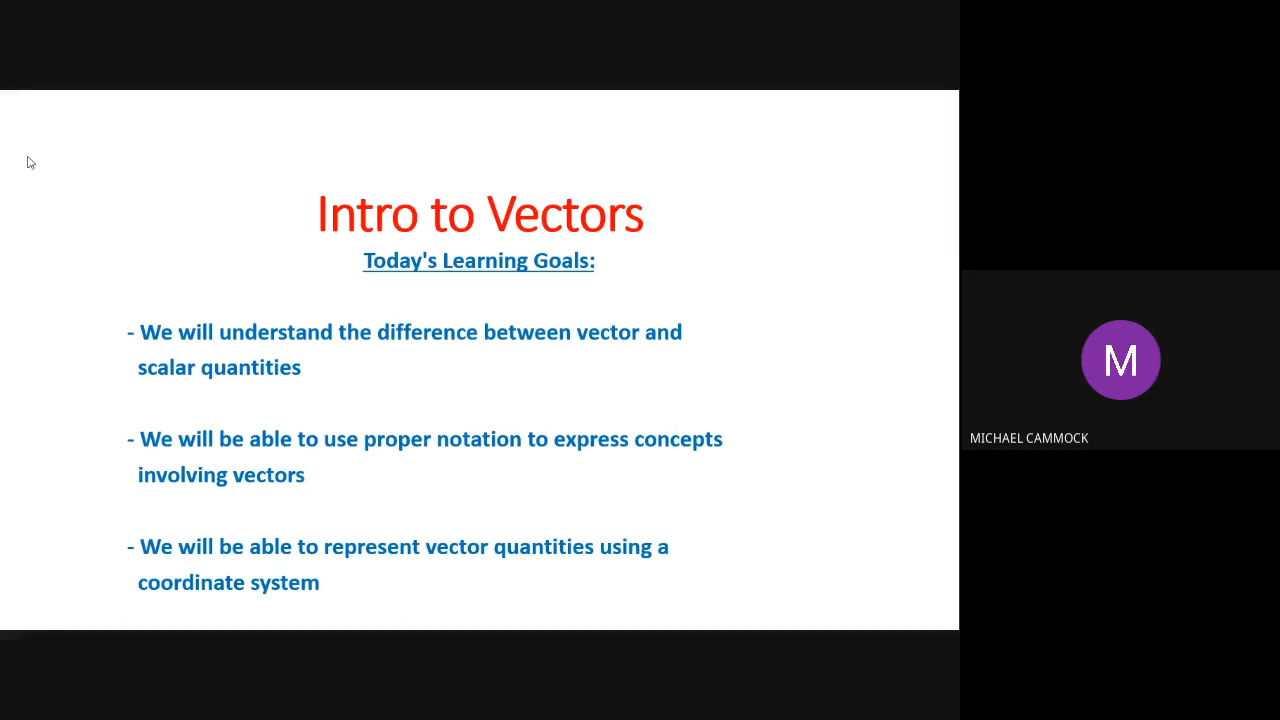 Intro to Vectors
Today's Learning Goals:
- We will understand the difference between vector and
scalar quantities
- We will be able to use proper notation to express concepts
involving vectors
- We will be able to represent vector quantities using a
coordinate system
M
MICHAEL CAMMOCK